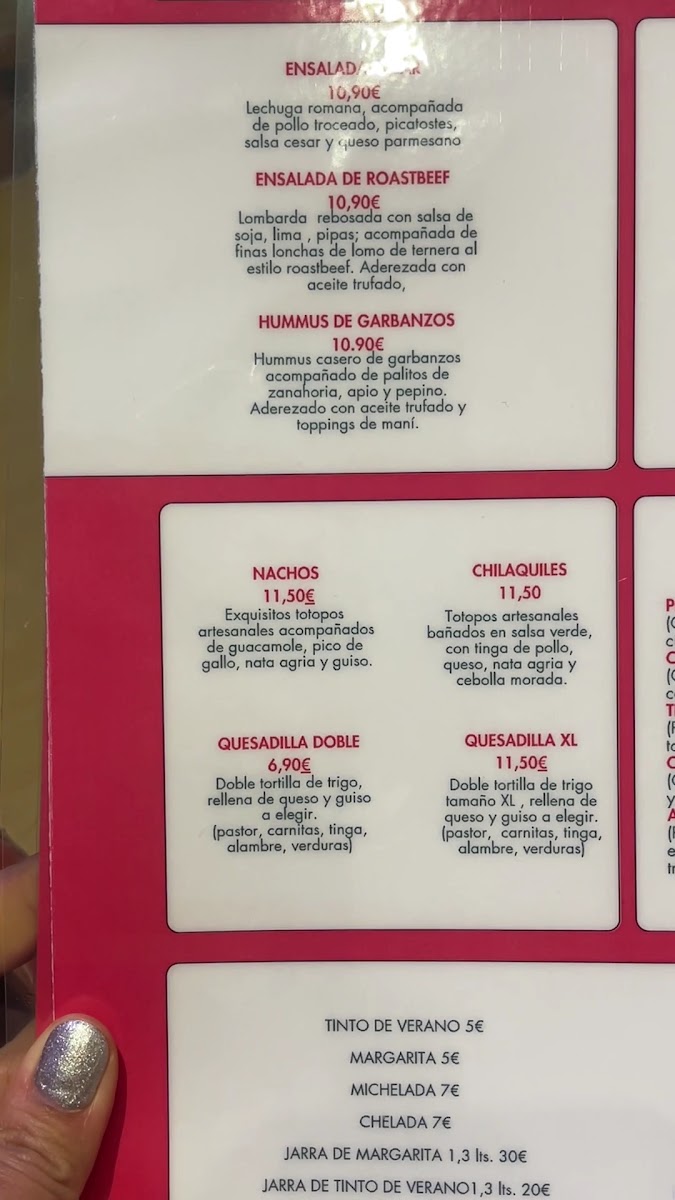 ENSALADA
10,90€
Lechuga romana, acompañada
de pollo troceado, picatostes,
salsa cesar y queso parmesano
ENSALADA DE ROASTBEEF
10,90€
Lombarda rebosada con salsa de
soja, lima , pipas; acompañada de
finas lonchas de lomo de ternera al
estilo roastbeef. Aderezada con
aceite trufado,
HUMMUS DE GARBANZOS
10.90€
Hummus casero de garbanzos
acompañado de palitos de
zanahoria, apio y pepino.
Aderezado con aceite trufado y
toppings de maní.
NACHOS
11,50€
Exquisitos totopos
artesanales acompañados
de guacamole, pico de
gallo, nata agria y guiso.
CHILAQUILES
11,50
Totopos artesanales
bañados en salsa verde,
con tinga de pollo,
queso, nata agria y
cebolla morada.
QUESADILLA DOBLE
6,90€
Doble tortilla de trigo,
rellena de queso y guiso
a elegir.
(pastor, carnitas, tinga,
alambre, verduras)
QUESADILLA XL
11,50€
Doble tortilla de trigo
tamaño XL , rellena de
queso y guiso a elegir.
(pastor, carnitas, tinga,
alambre, verduras)
TINTO DE VERANO 5€
MARGARITA 5€
MICHELADA 7€
CHELADA 7€
JARRA DE MARGARITA 1,3 lts. 30€
JARRA DE TINTO DE VERANO1,3 lts. 20€